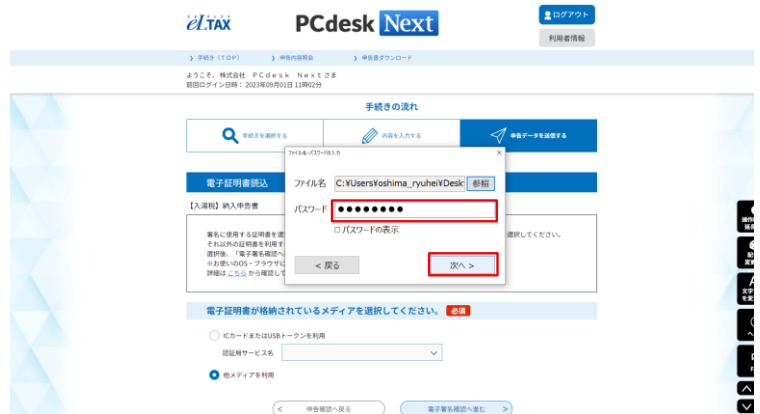 eLTAX
PCdesk Next
ログアウト
利用者情報
手続き（TOP） 申告内容照会 申告書ダウンロード
ようこそ、株式会社 PCdesk Nextさま
前回ログイン日時：2023年09月01日 11時02分
手続きの流れ
手続きを選択する
内容を入力する
申告データを送信する
ファイル名・パスワードの入力
×
ファイル名 C:¥Users¥oshima_ryuhei¥Desk 参照
パスワード ●●●●●●●●
パスワードの表示
< 戻る
次へ >
電子証明書読込
【入湯税】納入申告書
署名に使用する証明書を選
択してください。
それ以外の証明書を利用す
選択後、「電子署名確認へ
※お使いのOS・ブラウザに
詳細は こちら から確認して
電子証明書が格納されているメディアを選択してください。 必須
ICカードまたはUSBトークンを利用
認証局サービス名
他メディアを利用
< 申告確認へ戻る
電子署名確認へ進む >